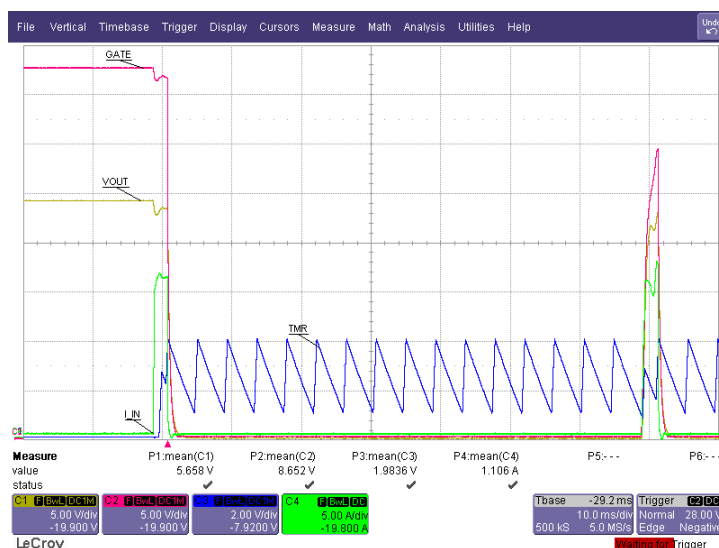 File Vertical Timebase Trigger Display Cursors Measure Math Analysis Utilities Help Undo
GATE
VOUT
TMR
I_IN
C3
Measure P1:mean(C1) P2:mean(C2) P3:mean(C3) P4:mean(C4) P5:- - - P6:- -
value 5.658 V 8.652 V 1.9836 V 1.106 A
status
C1 F BwL DC1M C2 F BwL DC1M F BwL DC1M C4 F BwL DC Tbase -29.2 ms Trigger C2 DC
5.00 V/div 5.00 V/div 2.00 V/div 5.00 A/div 10.0 ms/div Normal 28.00 V
-19.900 V -19.900 V -7.9200 V -19.800 A 500 kS 5.0 MS/s Edge Negative
LeCroy Waiting for Trigger